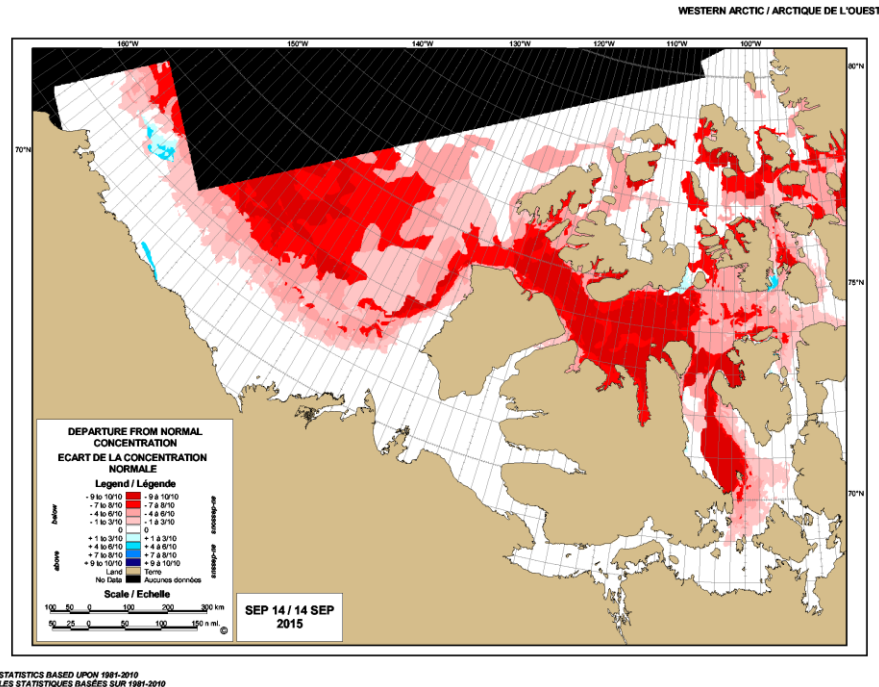 WESTERN ARCTIC / ARCTIQUE DE L'OUEST
160°W 150°W 140°W 130°W 120°W 110°W 100°W
80°N
70°N
75°N
70°N
DEPARTURE FROM NORMAL
CONCENTRATION
ECART DE LA CONCENTRATION
NORMALE
Legend / Légende
below
above
- 9 to 10/10 - 9 à 10/10
- 7 to 8/10 - 7 à 8/10
- 4 to 6/10 - 4 à 6/10
- 1 to 3/10 - 1 à 3/10
0 0
+ 1 to 3/10 + 1 à 3/10
+ 4 to 6/10 + 4 à 6/10
+ 7 to 8/10 + 7 à 8/10
+ 9 to 10/10 + 9 à 10/10
Land Terre
No Data Aucunes données
au-dessous
au-dessus
Scale / Echelle
100 50 0 100 200 300 km
50 25 0 50 100 150 n mi.
©
SEP 14 / 14 SEP
2015
STATISTICS BASED UPON 1981-2010
LES STATISTIQUES BASÉES SUR 1981-2010